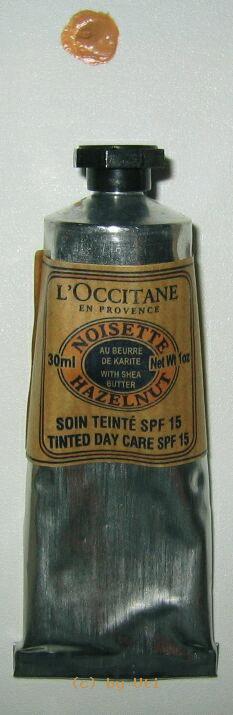 L'OCCITANE
EN PROVENCE
NOISETTE
30ml
AU BEURRE
DE KARITE
WITH SHEA
BUTTER
Net Wt 1oz
HAZELNUT
SOIN TEINTÉ SPF 15
TINTED DAY CARE SPF 15
(c) by Uti